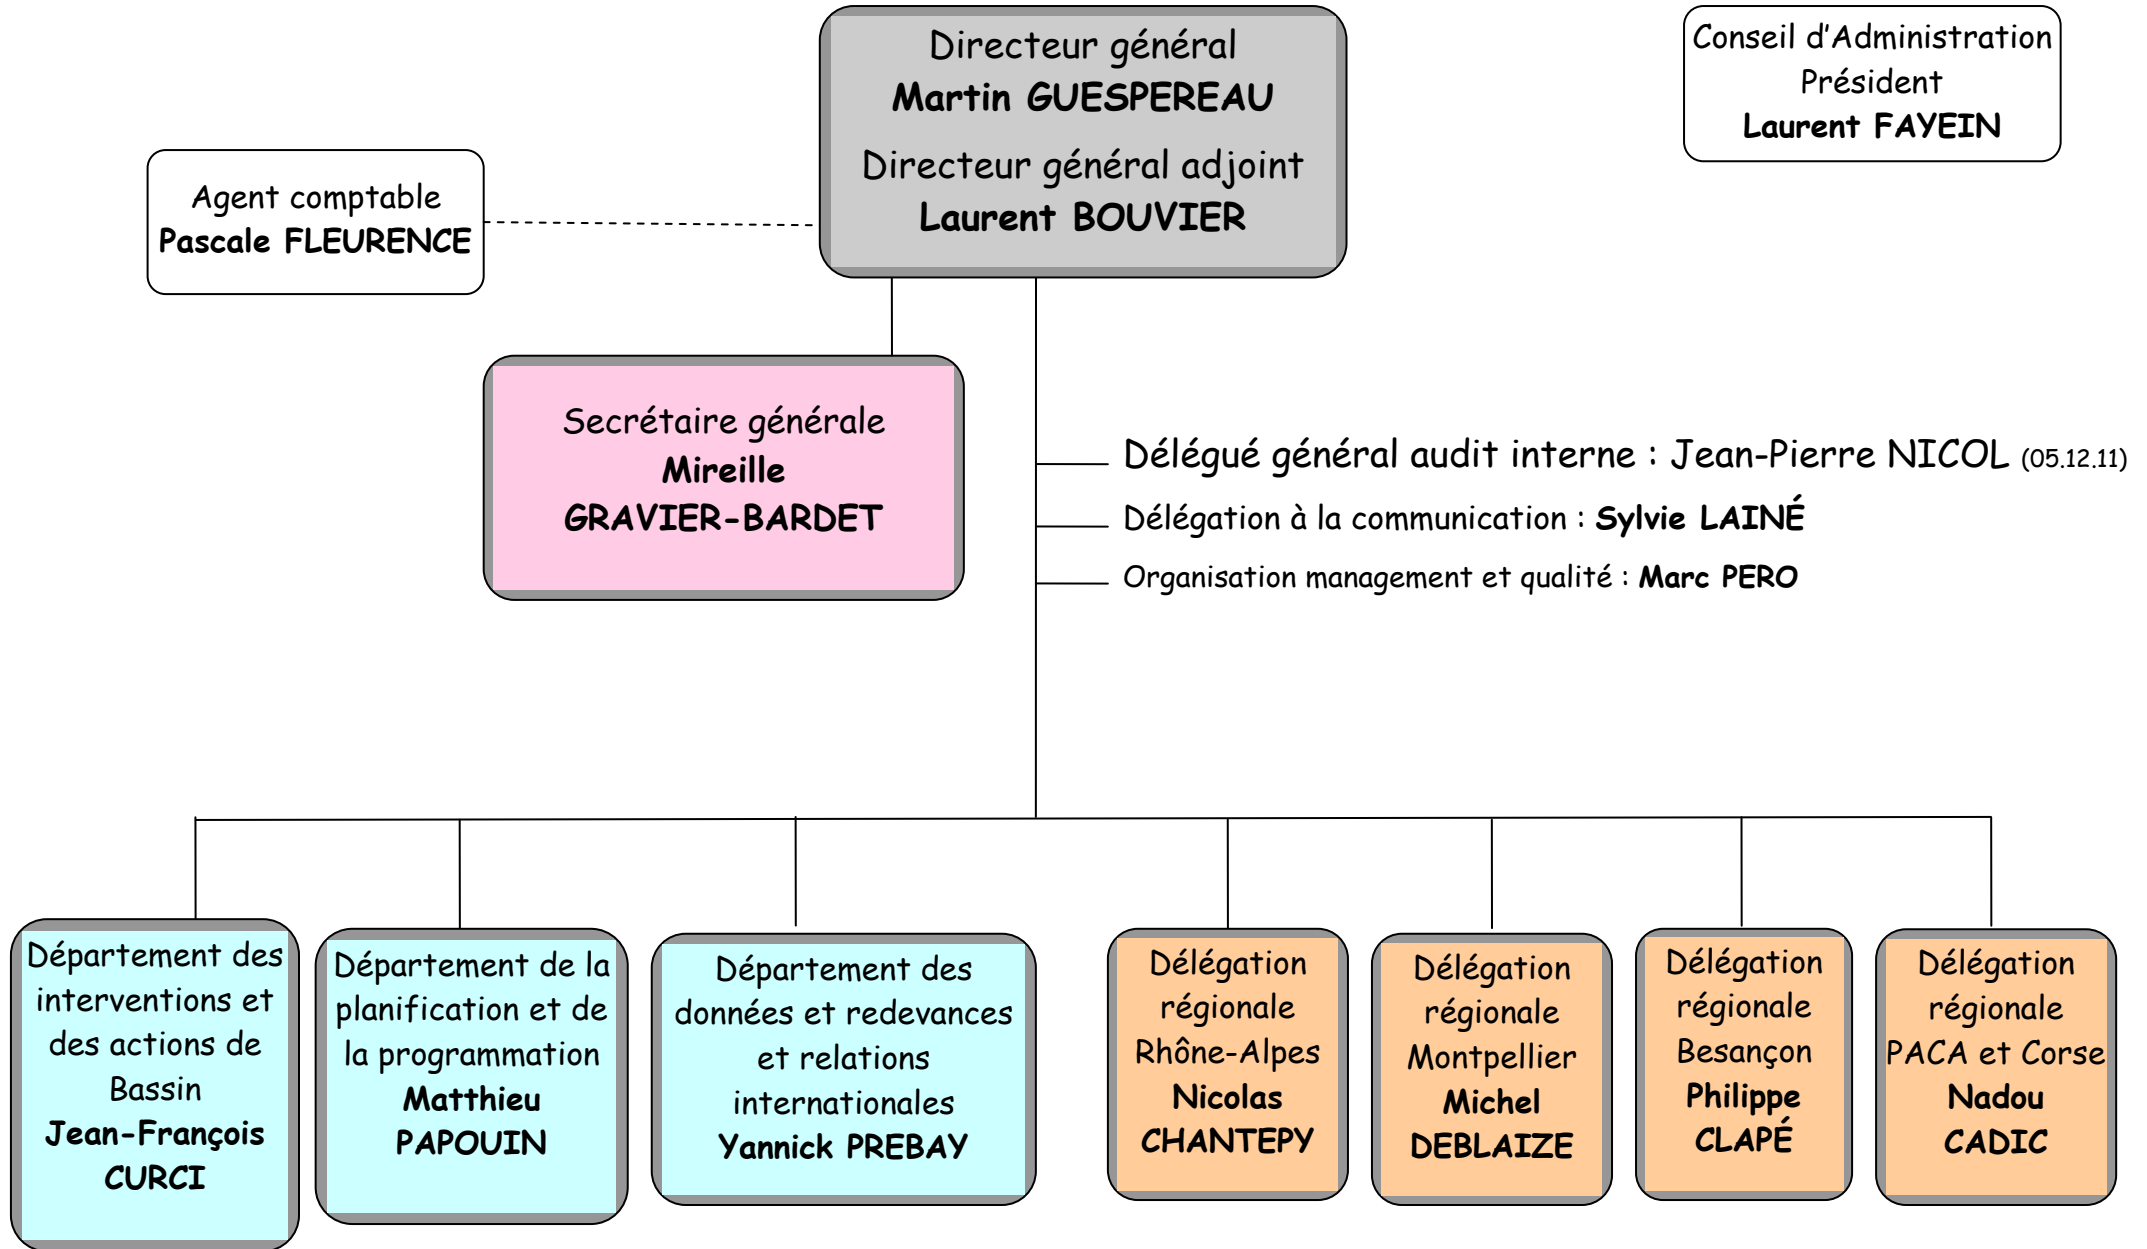 Directeur général
Martin GUESPEREAU
Directeur général adjoint
Laurent BOUVIER
Conseil d'Administration
Président
Laurent FAYEIN
Agent comptable
Pascale FLEURENCE
Secrétaire générale
Mireille
GRAVIER-BARDET
Délégué général audit interne : Jean-Pierre NICOL (05.12.11)
Délégation à la communication : Sylvie LAINÉ
Organisation management et qualité : Marc PERO
Département des
interventions et
des actions de
Bassin
Jean-François
CURCI
Département de la
planification et de
la programmation
Matthieu
PAPOUIN
Département des
données et redevances
et relations
internationales
Yannick PREBAY
Délégation
régionale
Rhône-Alpes
Nicolas
CHANTEPY
Délégation
régionale
Montpellier
Michel
DEBLAIZE
Délégation
régionale
Besançon
Philippe
CLAPÉ
Délégation
régionale
PACA et Corse
Nadou
CADIC